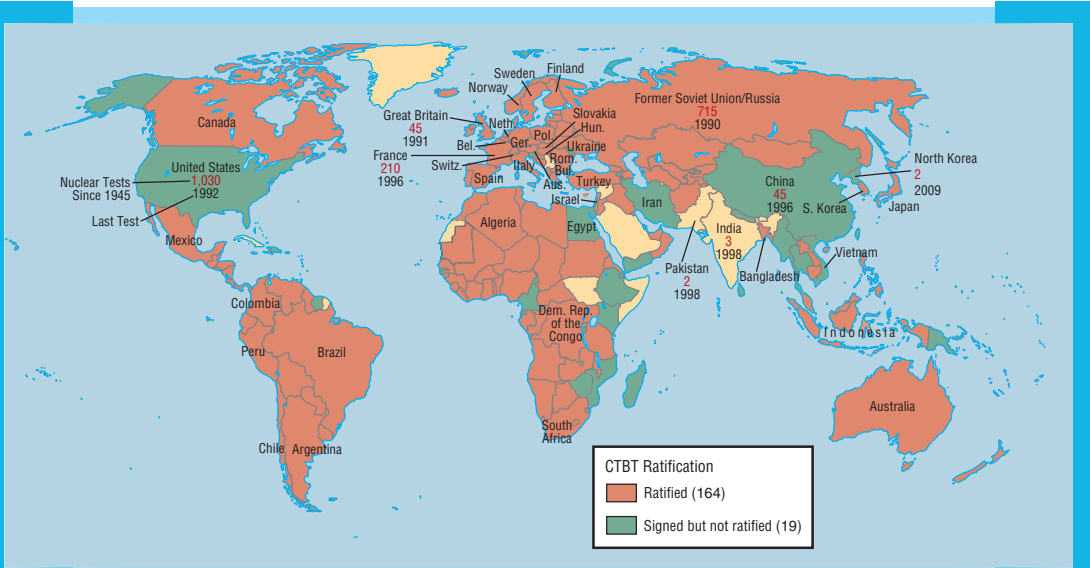 Canada
United States
1,030
1992
Nuclear Tests
Since 1945
Last Test
Mexico
Colombia
Peru
Brazil
Chile
Argentina
Great Britain
45
1991
France
210
1996
Norway
Sweden
Finland
Neth.
Bel.
Ger.
Pol.
Slovakia
Hun.
Ukraine
Switz.
Italy
Rom.
Bul.
Spain
Aus.
Turkey
Israel
Former Soviet Union/Russia
715
1990
Algeria
Egypt
Iran
Dem. Rep.
of the
Congo
South
Africa
Pakistan
2
1998
India
3
1998
Bangladesh
China
45
1996
S. Korea
North Korea
2
2009
Japan
Vietnam
Indonesia
Australia
CTBT Ratification
Ratified (164)
Signed but not ratified (19)